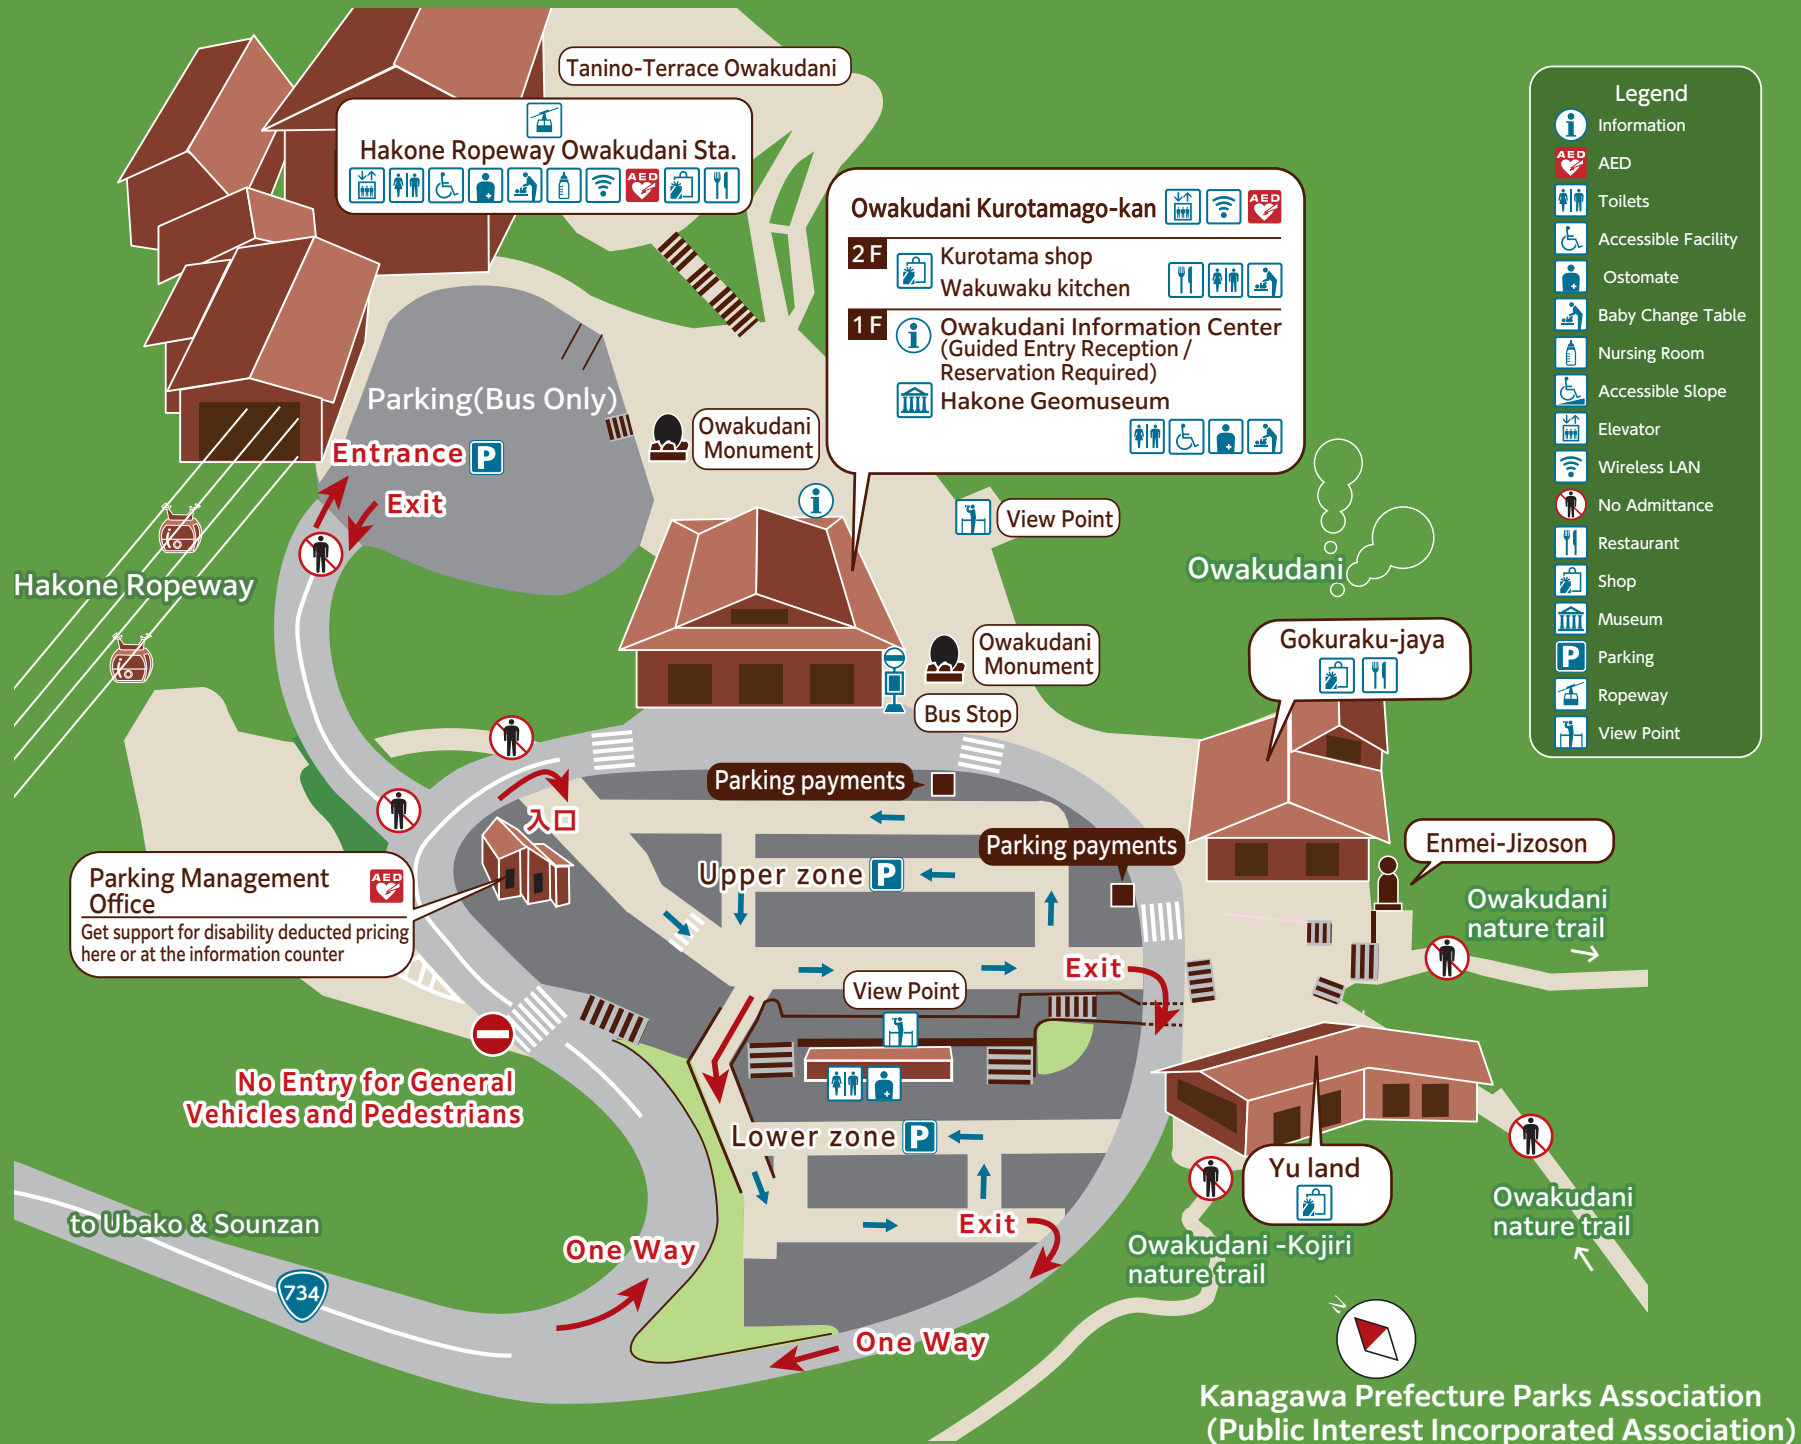 Tanino-Terrace Owakudani
Hakone Ropeway Owakudani Sta.
AED
Owakudani Kurotamago-kan
AED
2F
Kurotama shop
Wakuwaku kitchen
1F
Owakudani Information Center
(Guided Entry Reception /
Reservation Required)
Hakone Geomuseum
Legend
Information
AED
AED
Toilets
Accessible Facility
Ostomate
Baby Change Table
Nursing Room
Accessible Slope
Elevator
Wireless LAN
No Admittance
Restaurant
Shop
Museum
P
Parking
Ropeway
View Point
Parking(Bus Only)
Entrance
P
Exit
Owakudani
Monument
View Point
Owakudani
Hakone Ropeway
Owakudani
Monument
Bus Stop
Gokuraku-jaya
Parking payments
入口
Parking payments
Upper zone
P
Enmei-Jizoson
Parking Management
Office
AED
Get support for disability deducted pricing
here or at the information counter
Owakudani
nature trail
Exit
View Point
No Entry for General
Vehicles and Pedestrians
Lower zone
P
Yu land
Owakudani
nature trail
to Ubako & Sounzan
Exit
One Way
Owakudani -Kojiri
nature trail
734
N
One Way
Kanagawa Prefecture Parks Association
(Public Interest Incorporated Association)